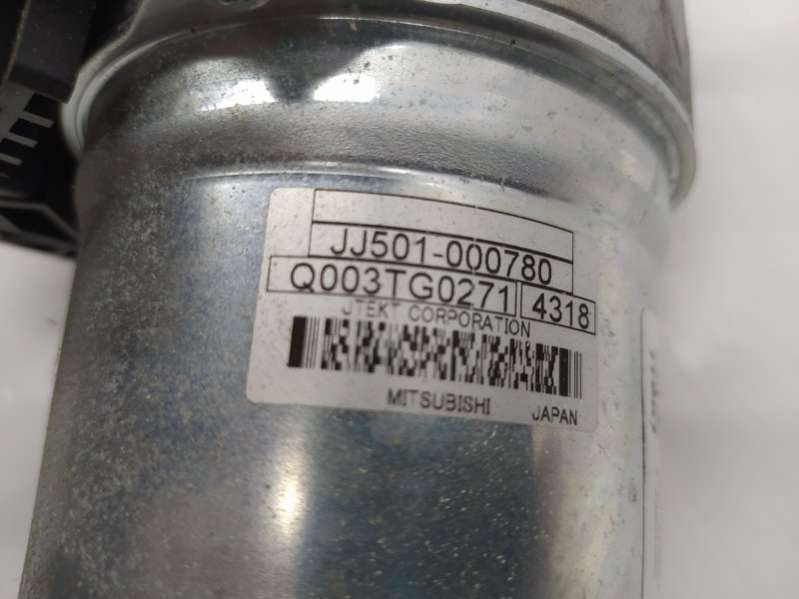 JJ501-000780
Q003TG0271 4318
JTEKT CORPORATION
MITSUBISHI JAPAN